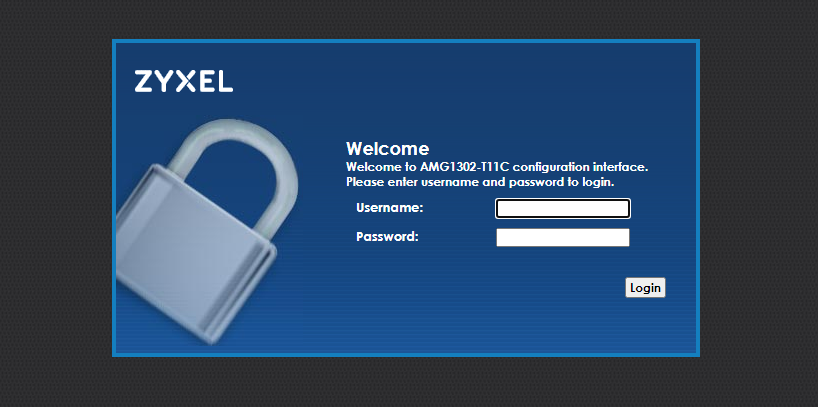 ZYXEL
Welcome
Welcome to AMG1302-T11C configuration interface.
Please enter username and password to login.
Username:
Password:
Login